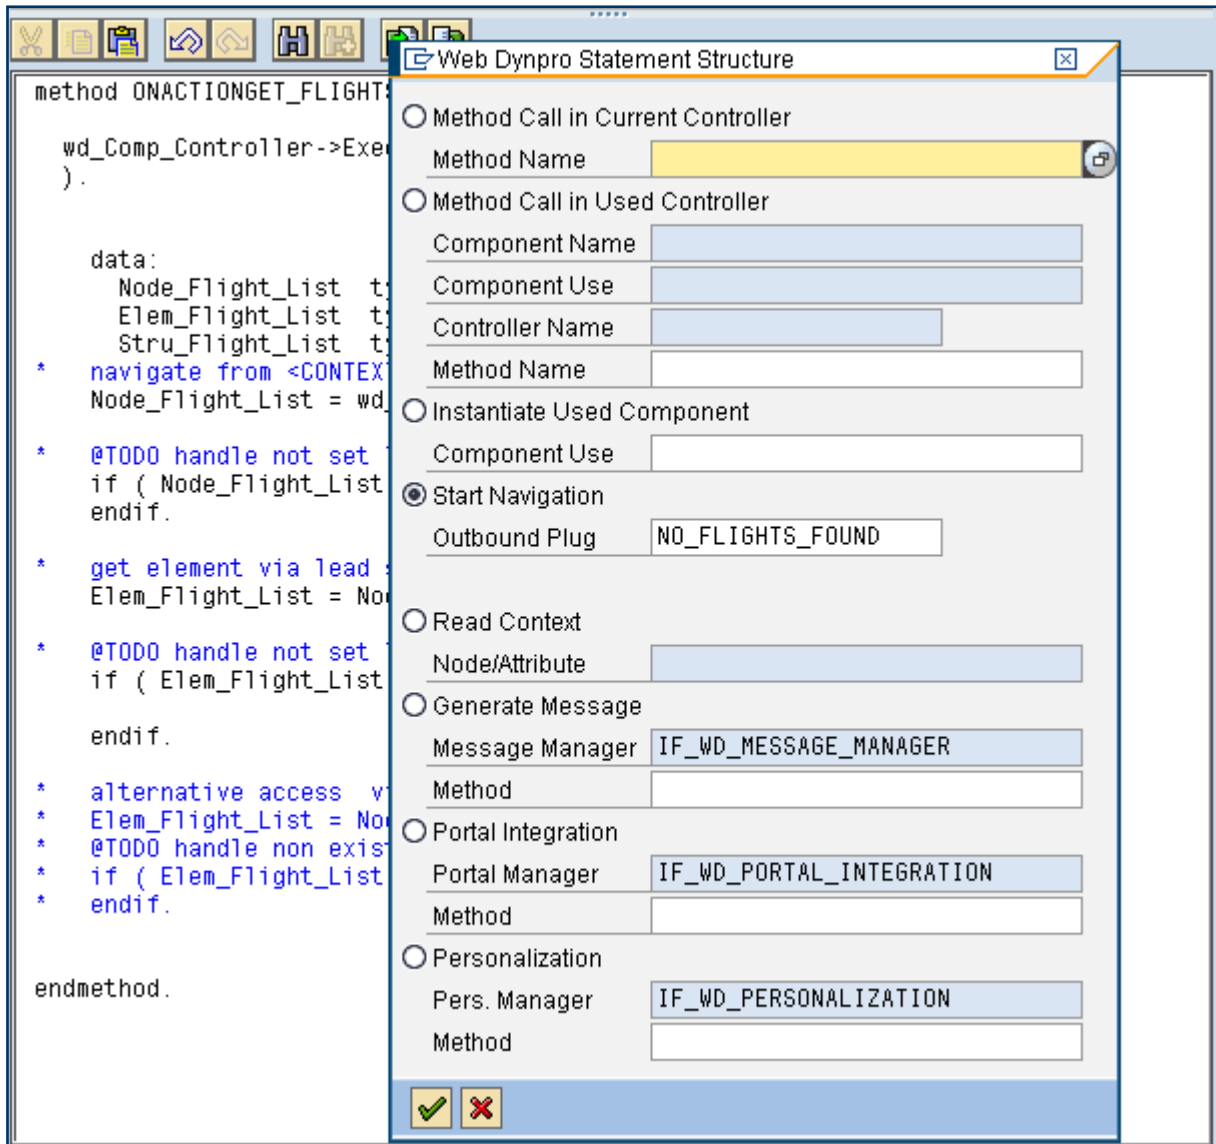 method ONACTIONGET_FLIGHTS
wd_Comp_Controller->Exe
).
data:
Node_Flight_List
Elem_Flight_List
Stru_Flight_List
* navigate from <CONTEXT
Node_Flight_List = wd_
* @TODO handle not set
if ( Node_Flight_List
endif.
* get element via lead
Elem_Flight_List =
* @TODO handle not set
if ( Elem_Flight_List
endif.
* alternative access
* Elem_Flight_List =
* @TODO handle non exist
* if ( Elem_Flight_List
* endif.
endmethod.
Web Dynpro Statement Structure
Method Call in Current Controller
Method Name
Method Call in Used Controller
Component Name
Component Use
Controller Name
Method Name
Instantiate Used Component
Component Use
Start Navigation
Outbound Plug NO_FLIGHTS_FOUND
Read Context
Node/Attribute
Generate Message
Message Manager IF_WD_MESSAGE_MANAGER
Method
Portal Integration
Portal Manager IF_WD_PORTAL_INTEGRATION
Method
Personalization
Pers. Manager IF_WD_PERSONALIZATION
Method